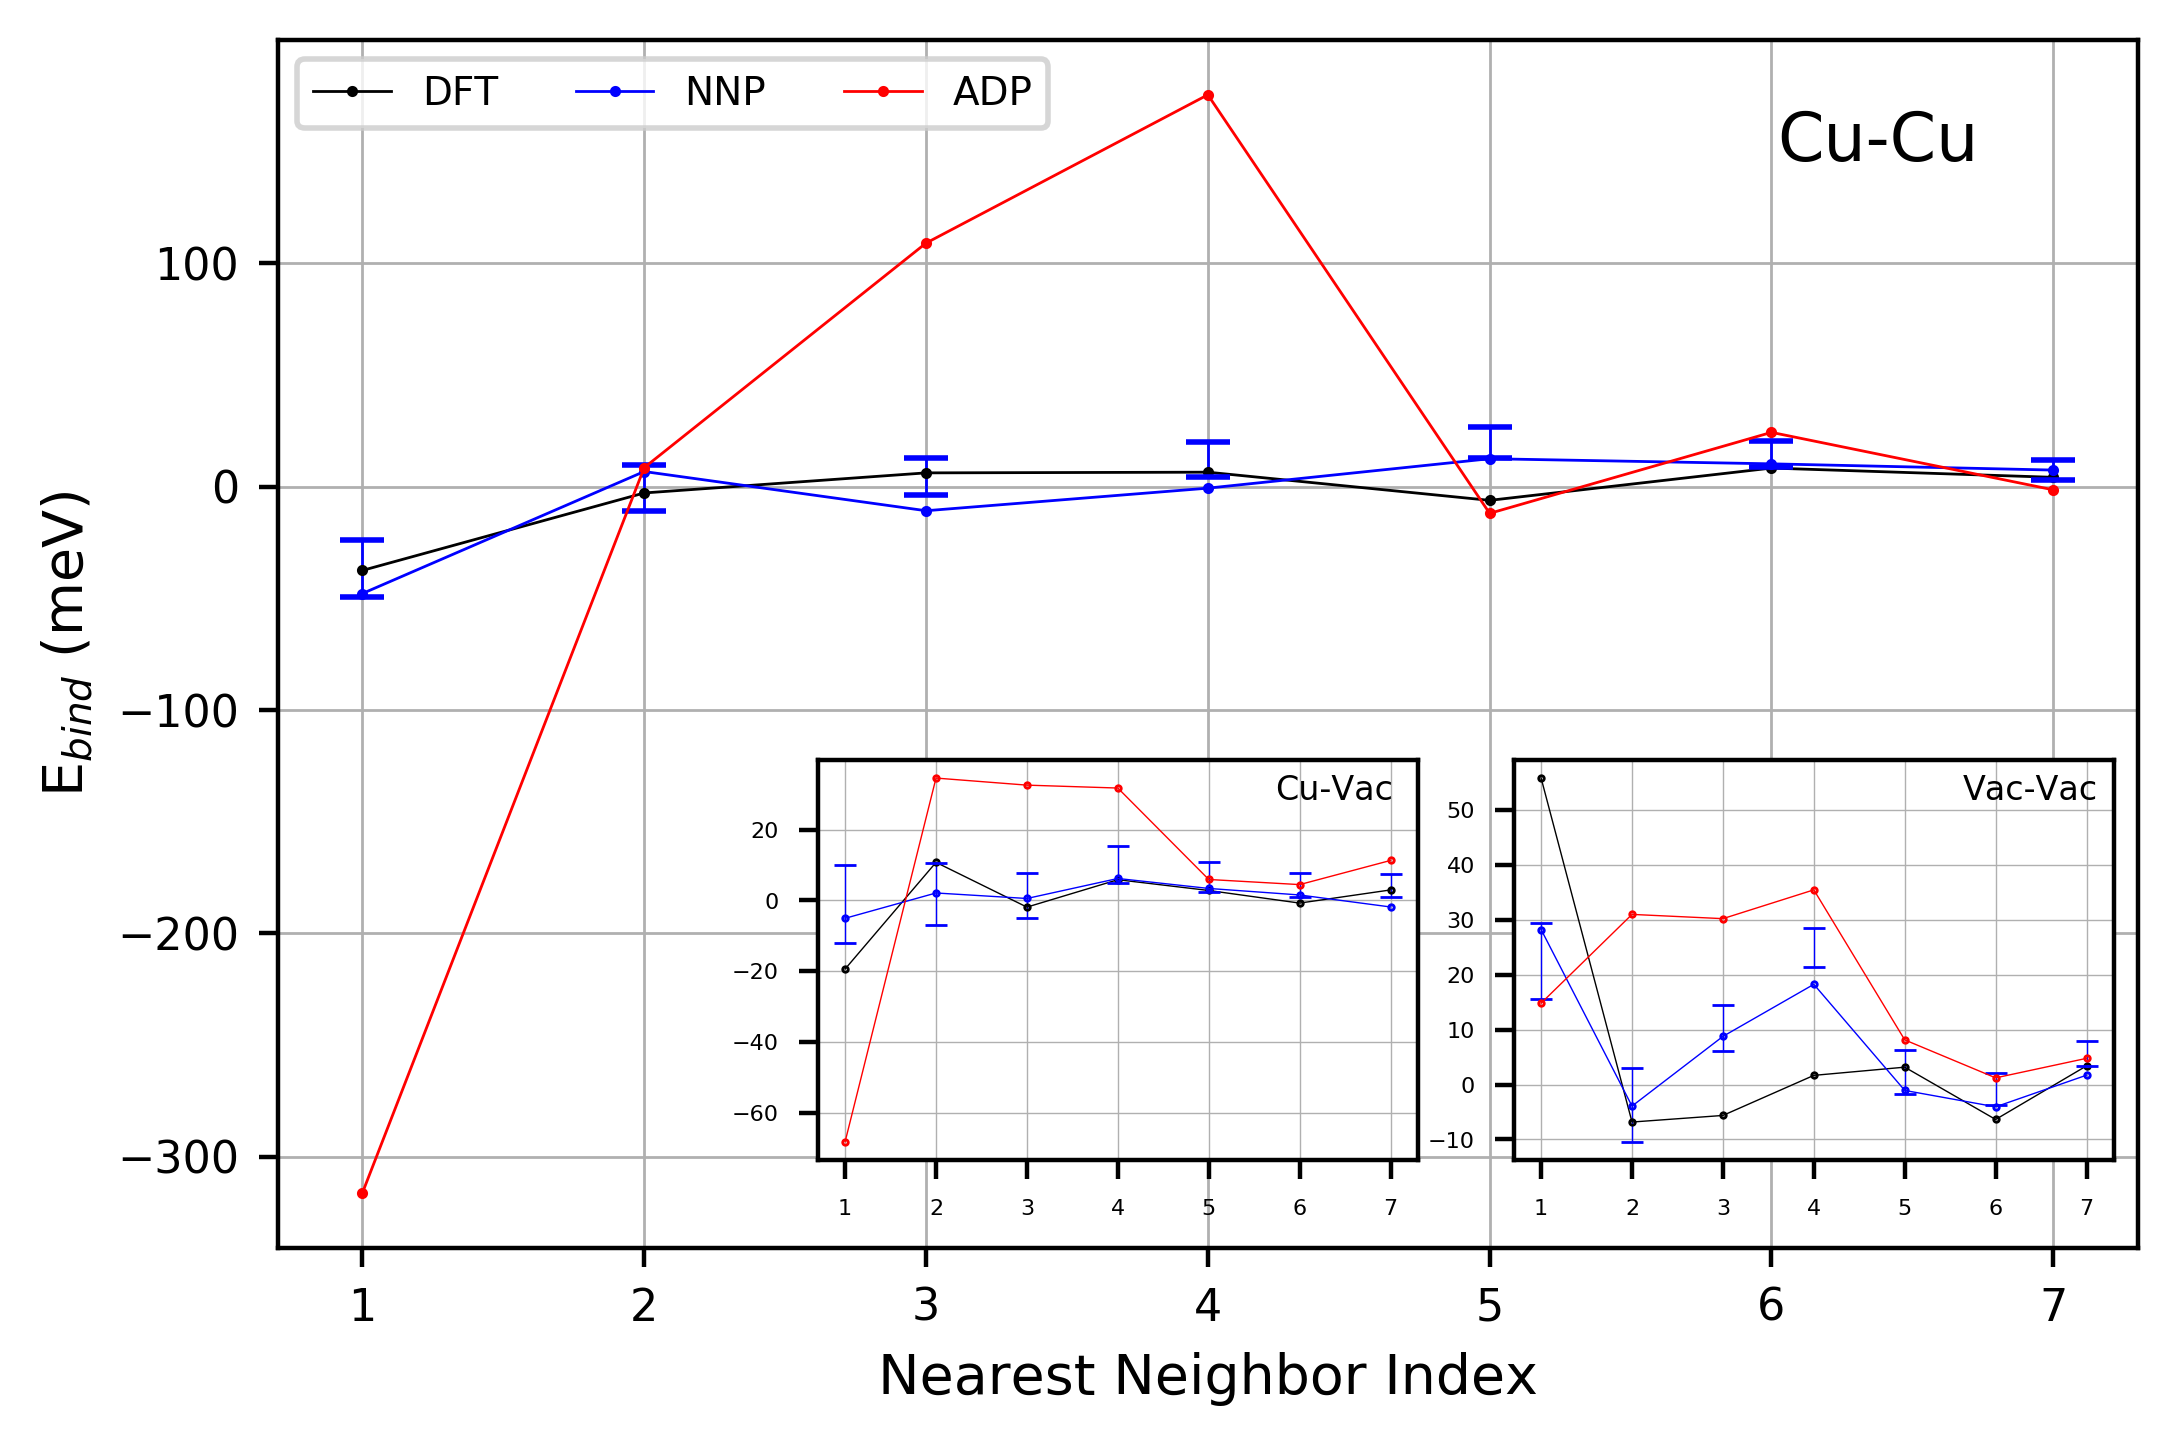 DFT NNP ADP
Cu-Cu
100
0
−100
−200
−300
E_bind (meV)
1 2 3 4 5 6 7
Nearest Neighbor Index
Cu-Vac
20
0
−20
−40
−60
1 2 3 4 5 6 7
Vac-Vac
50
40
30
20
10
0
−10
1 2 3 4 5 6 7